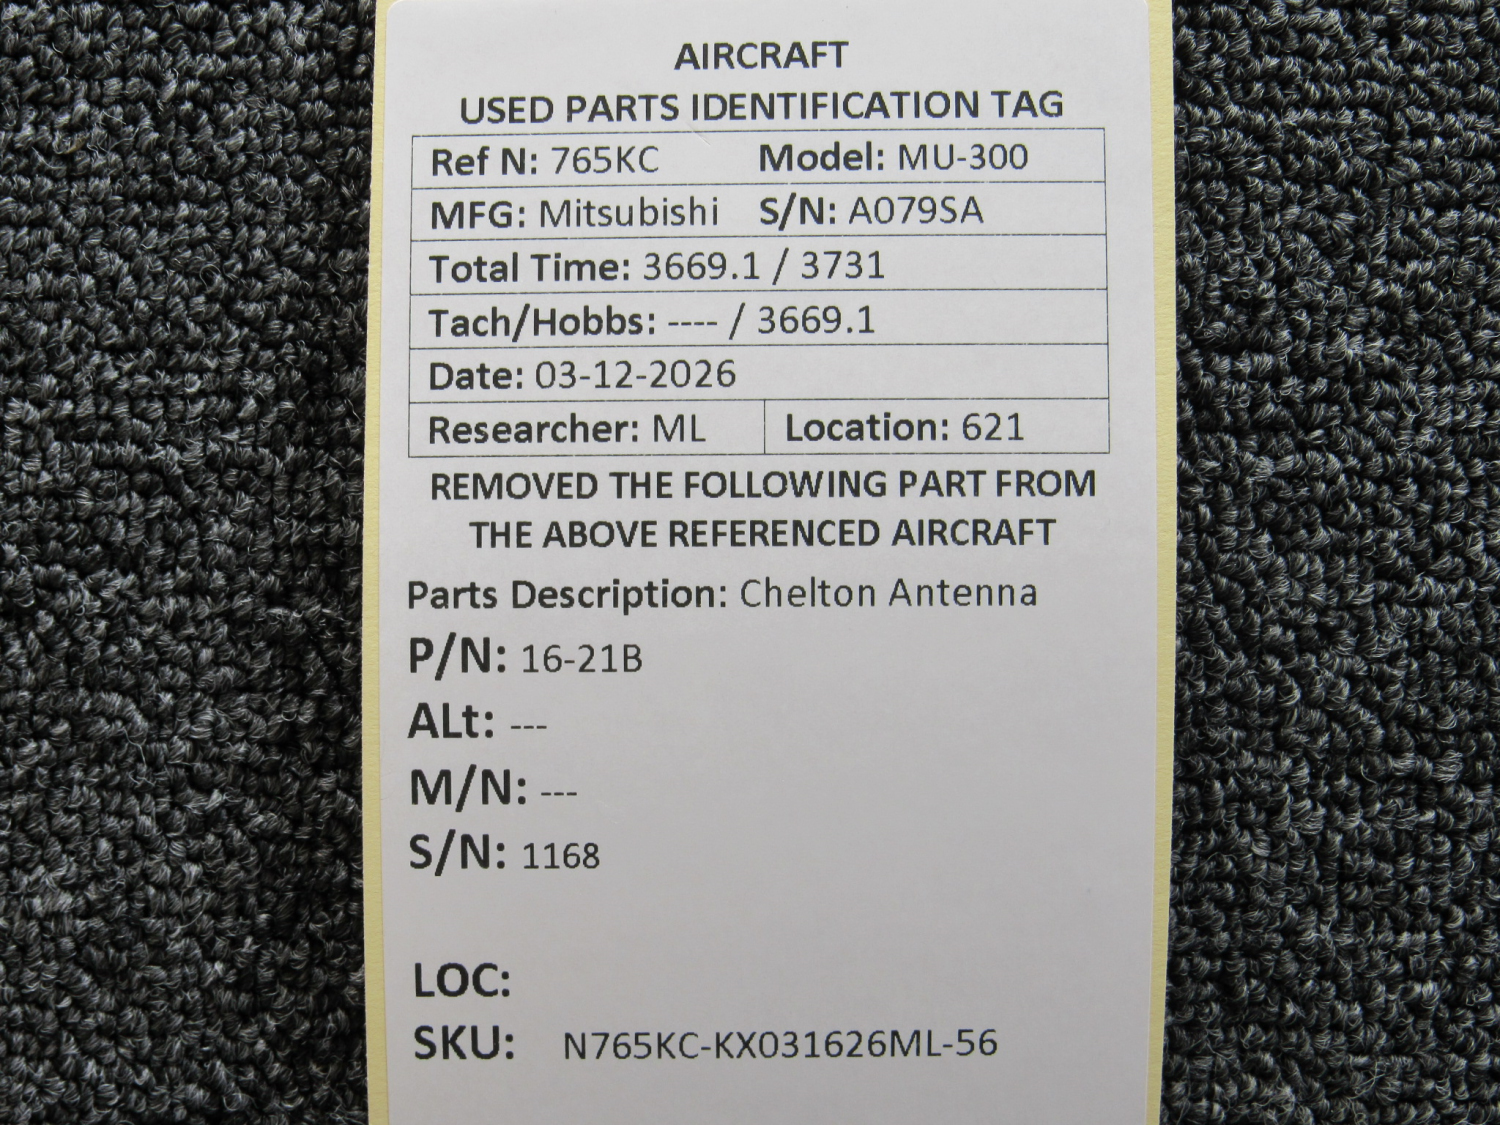 AIRCRAFT
USED PARTS IDENTIFICATION TAG
Ref N: 765KC Model: MU-300
MFG: Mitsubishi S/N: A079SA
Total Time: 3669.1 / 3731
Tach/Hobbs: ---- / 3669.1
Date: 03-12-2026
Researcher: ML Location: 621
REMOVED THE FOLLOWING PART FROM
THE ABOVE REFERENCED AIRCRAFT
Parts Description: Chelton Antenna
P/N: 16-21B
ALt: ---
M/N: ---
S/N: 1168
LOC:
SKU: N765KC-KX031626ML-56